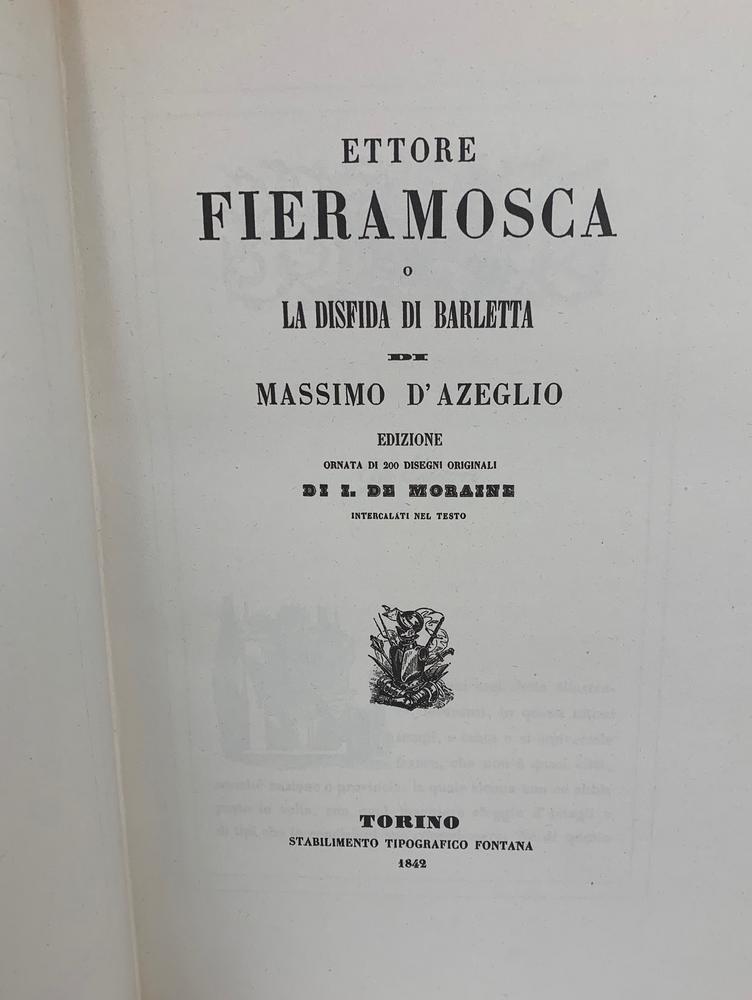 ETTORE
FIERAMOSCA
O
LA DISFIDA DI BARLETTA
DI
MASSIMO D'AZEGLIO
EDIZIONE
ORNATA DI 200 DISEGNI ORIGINALI
DI I. DE MORAINE
INTERCALATI NEL TESTO
TORINO
STABILIMENTO TIPOGRAFICO FONTANA
1842